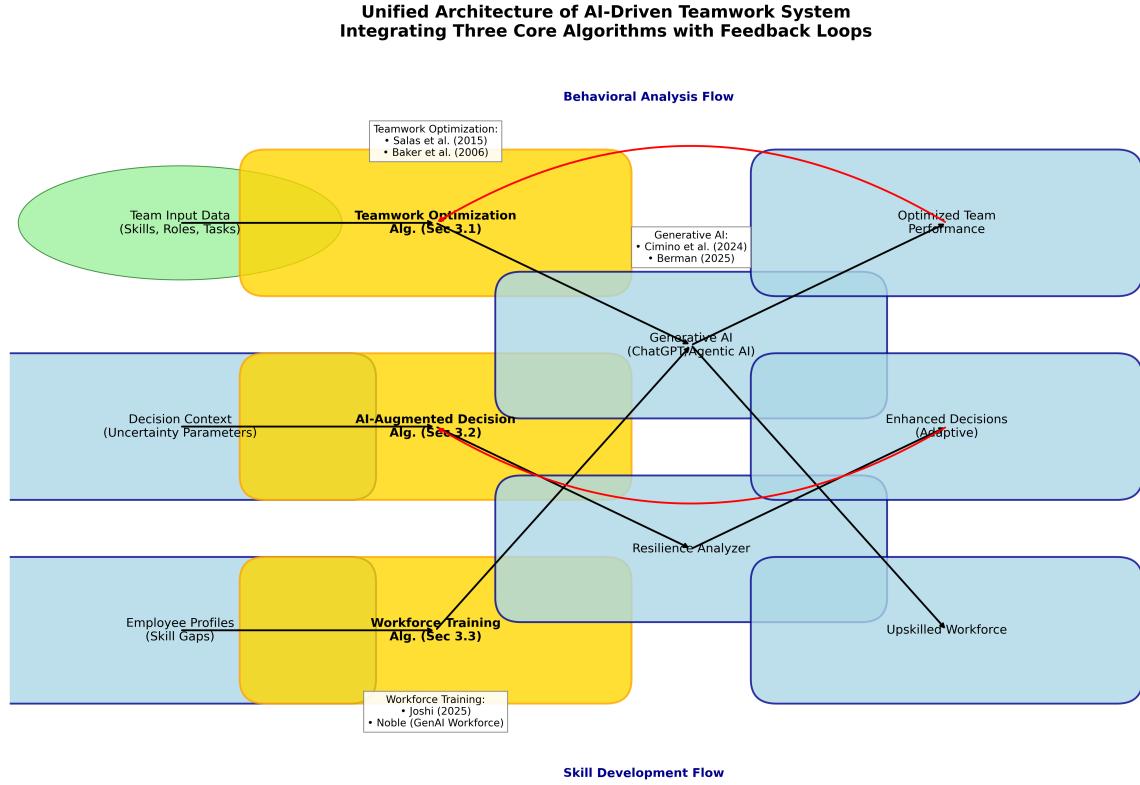 Unified Architecture of AI-Driven Teamwork System
Integrating Three Core Algorithms with Feedback Loops
Behavioral Analysis Flow
Teamwork Optimization:
• Salas et al. (2015)
• Baker et al. (2006)
Team Input Data
(Skills, Roles, Tasks)
Teamwork Optimization
Alg. (Sec 3.1)
Generative AI:
• Cimino et al. (2024)
• Berman (2025)
Optimized Team
Performance
Generative AI
(ChatGPT/Agentic AI)
Decision Context
(Uncertainty Parameters)
AI-Augmented Decision
Alg. (Sec 3.2)
Enhanced Decisions
(Adaptive)
Resilience Analyzer
Employee Profiles
(Skill Gaps)
Workforce Training
Alg. (Sec 3.3)
Upskilled Workforce
Workforce Training:
• Joshi (2025)
• Noble (GenAI Workforce)
Skill Development Flow